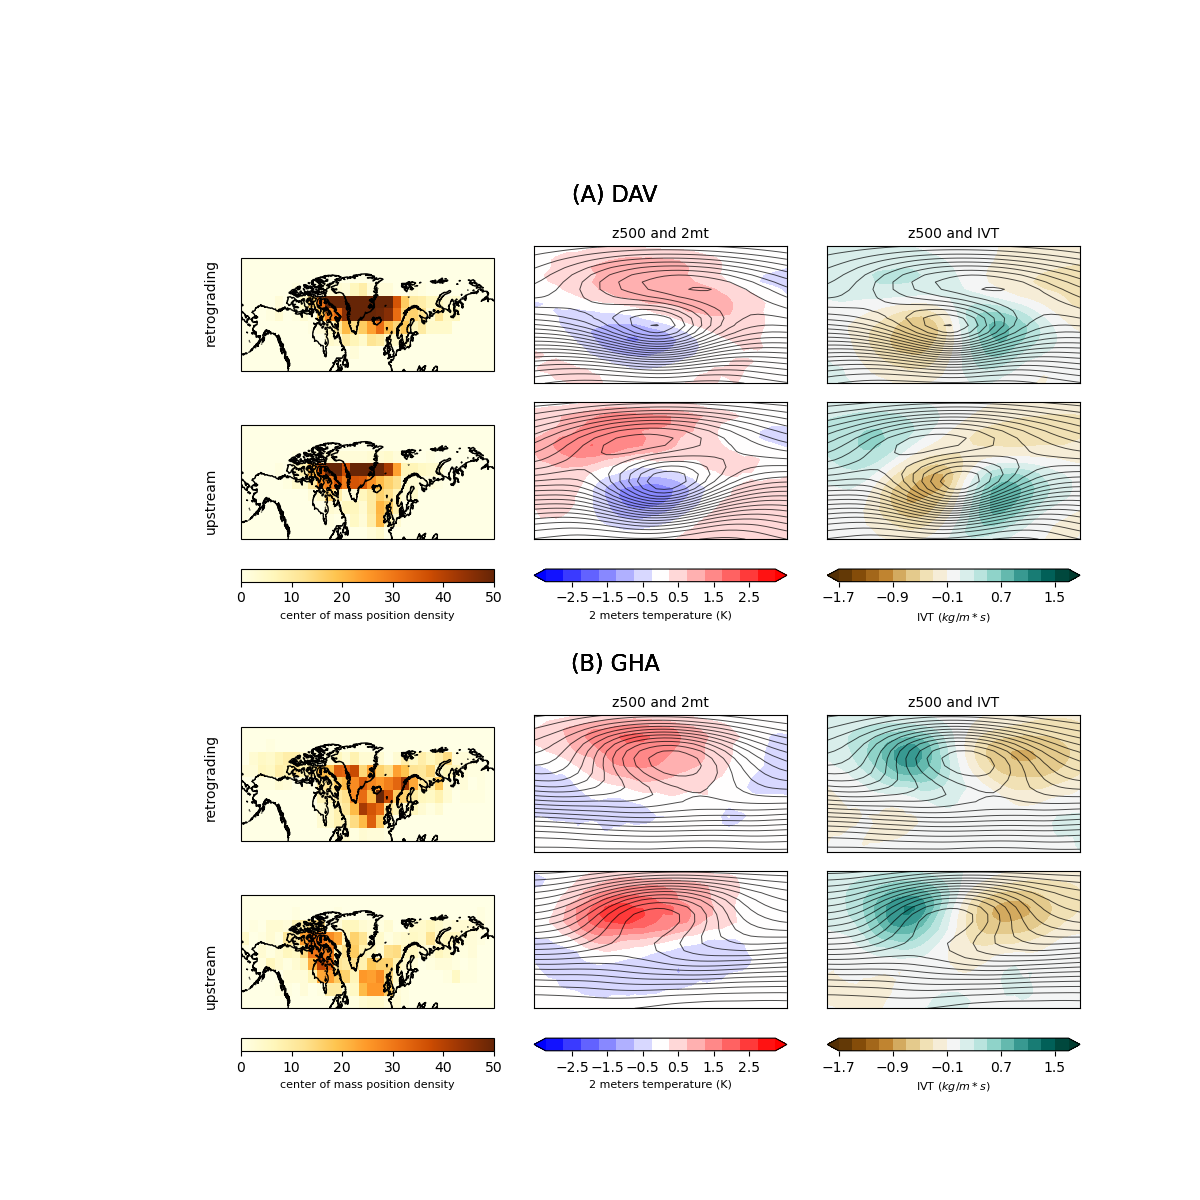 (A) DAV
z500 and 2mt
z500 and IVT
retrograding
upstream
0 10 20 30 40 50
center of mass position density
−2.5 −1.5 −0.5 0.5 1.5 2.5
2 meters temperature (K)
−1.7 −0.9 −0.1 0.7 1.5
IVT (kg/m * s)
(B) GHA
z500 and 2mt
z500 and IVT
retrograding
upstream
0 10 20 30 40 50
center of mass position density
−2.5 −1.5 −0.5 0.5 1.5 2.5
2 meters temperature (K)
−1.7 −0.9 −0.1 0.7 1.5
IVT (kg/m * s)